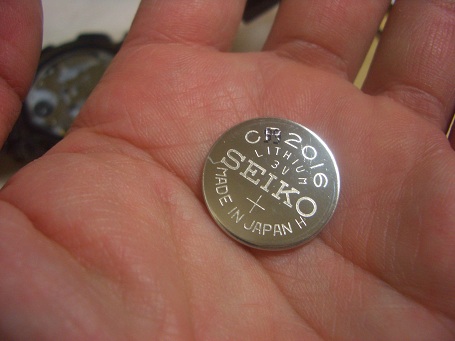 CR2016
LITHIUM
3V
SEIKO
+
MADE IN JAPAN H